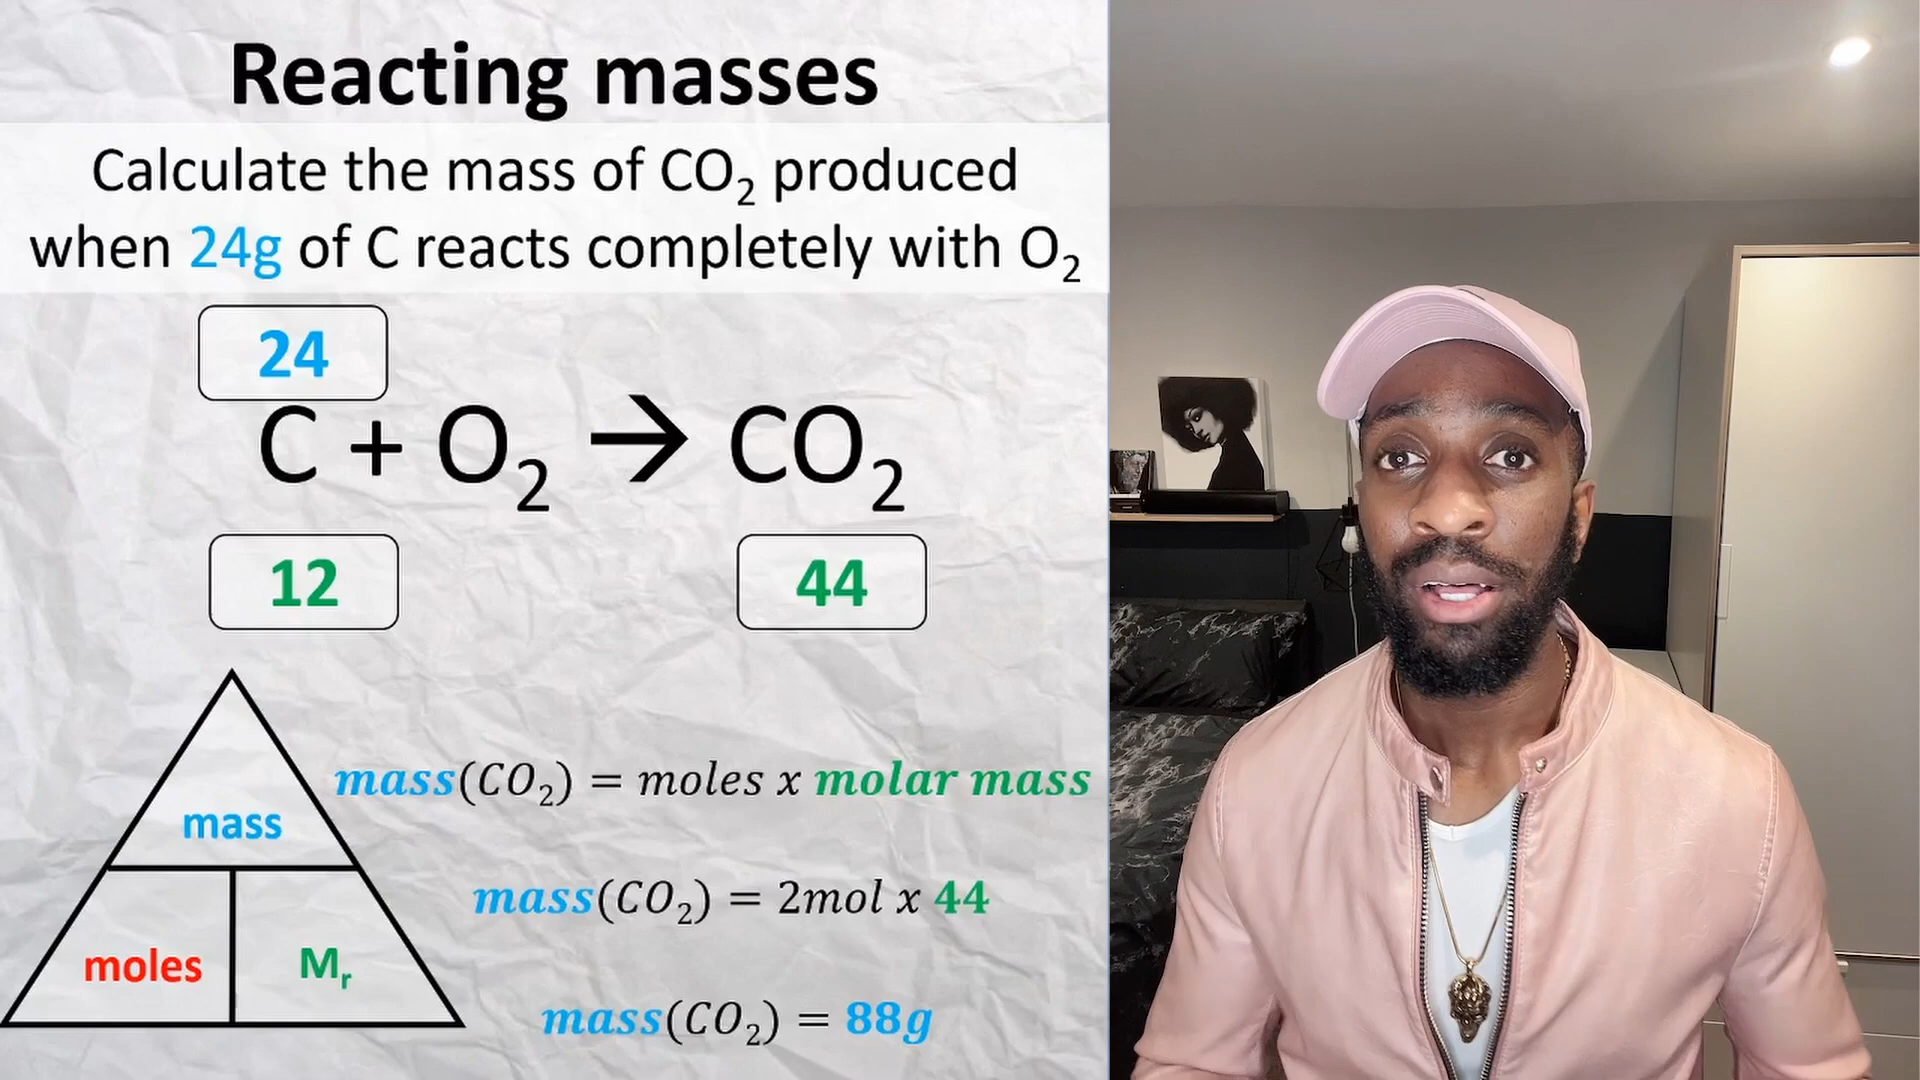 Reacting masses
Calculate the mass of CO₂ produced
when 24g of C reacts completely with O₂
24
C + O₂ → CO₂
12 44
mass
moles Mᵣ
mass(CO₂) = moles x molar mass
mass(CO₂) = 2mol x 44
mass(CO₂) = 88g